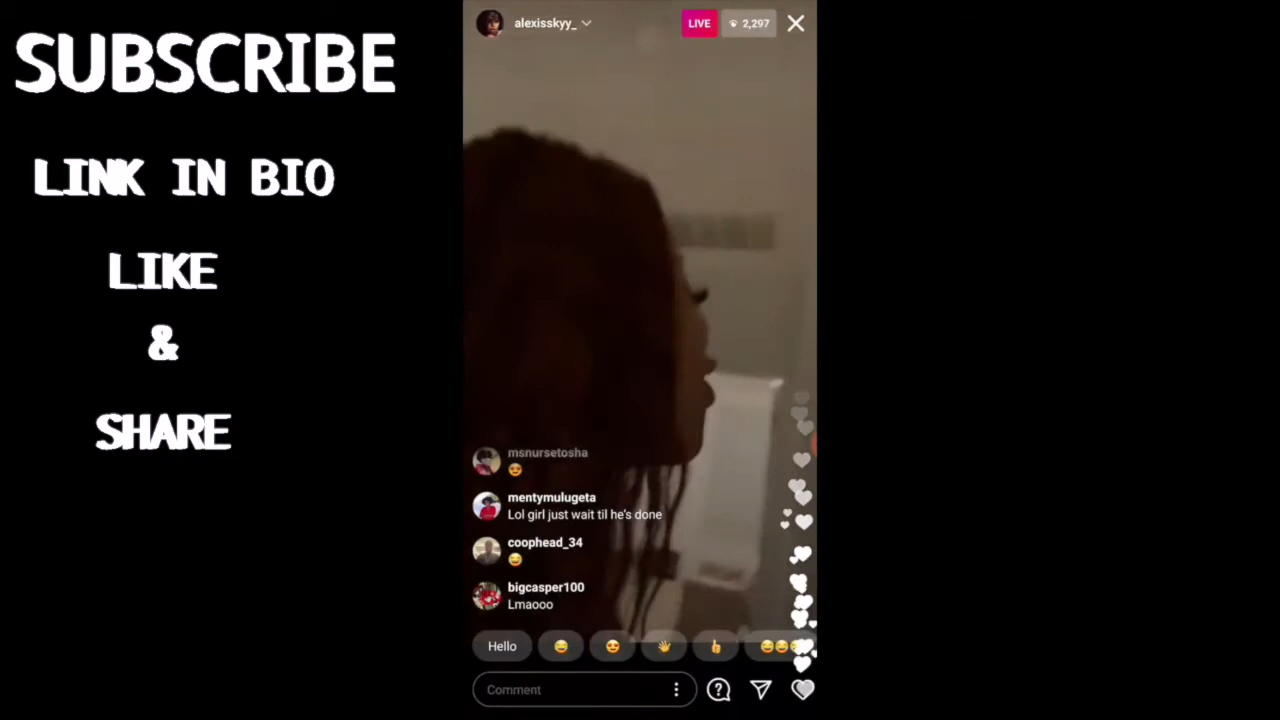 SUBSCRIBE
LINK IN BIO
LIKE
&
SHARE
alexisskyy_
LIVE
2,297
msnursetosha
😍
mentymulugeta
Lol girl just wait til he's done
coophead_34
😂
bigcasper100
Lmaooo
Hello 😂 😍 👋 👍 😂😂
Comment